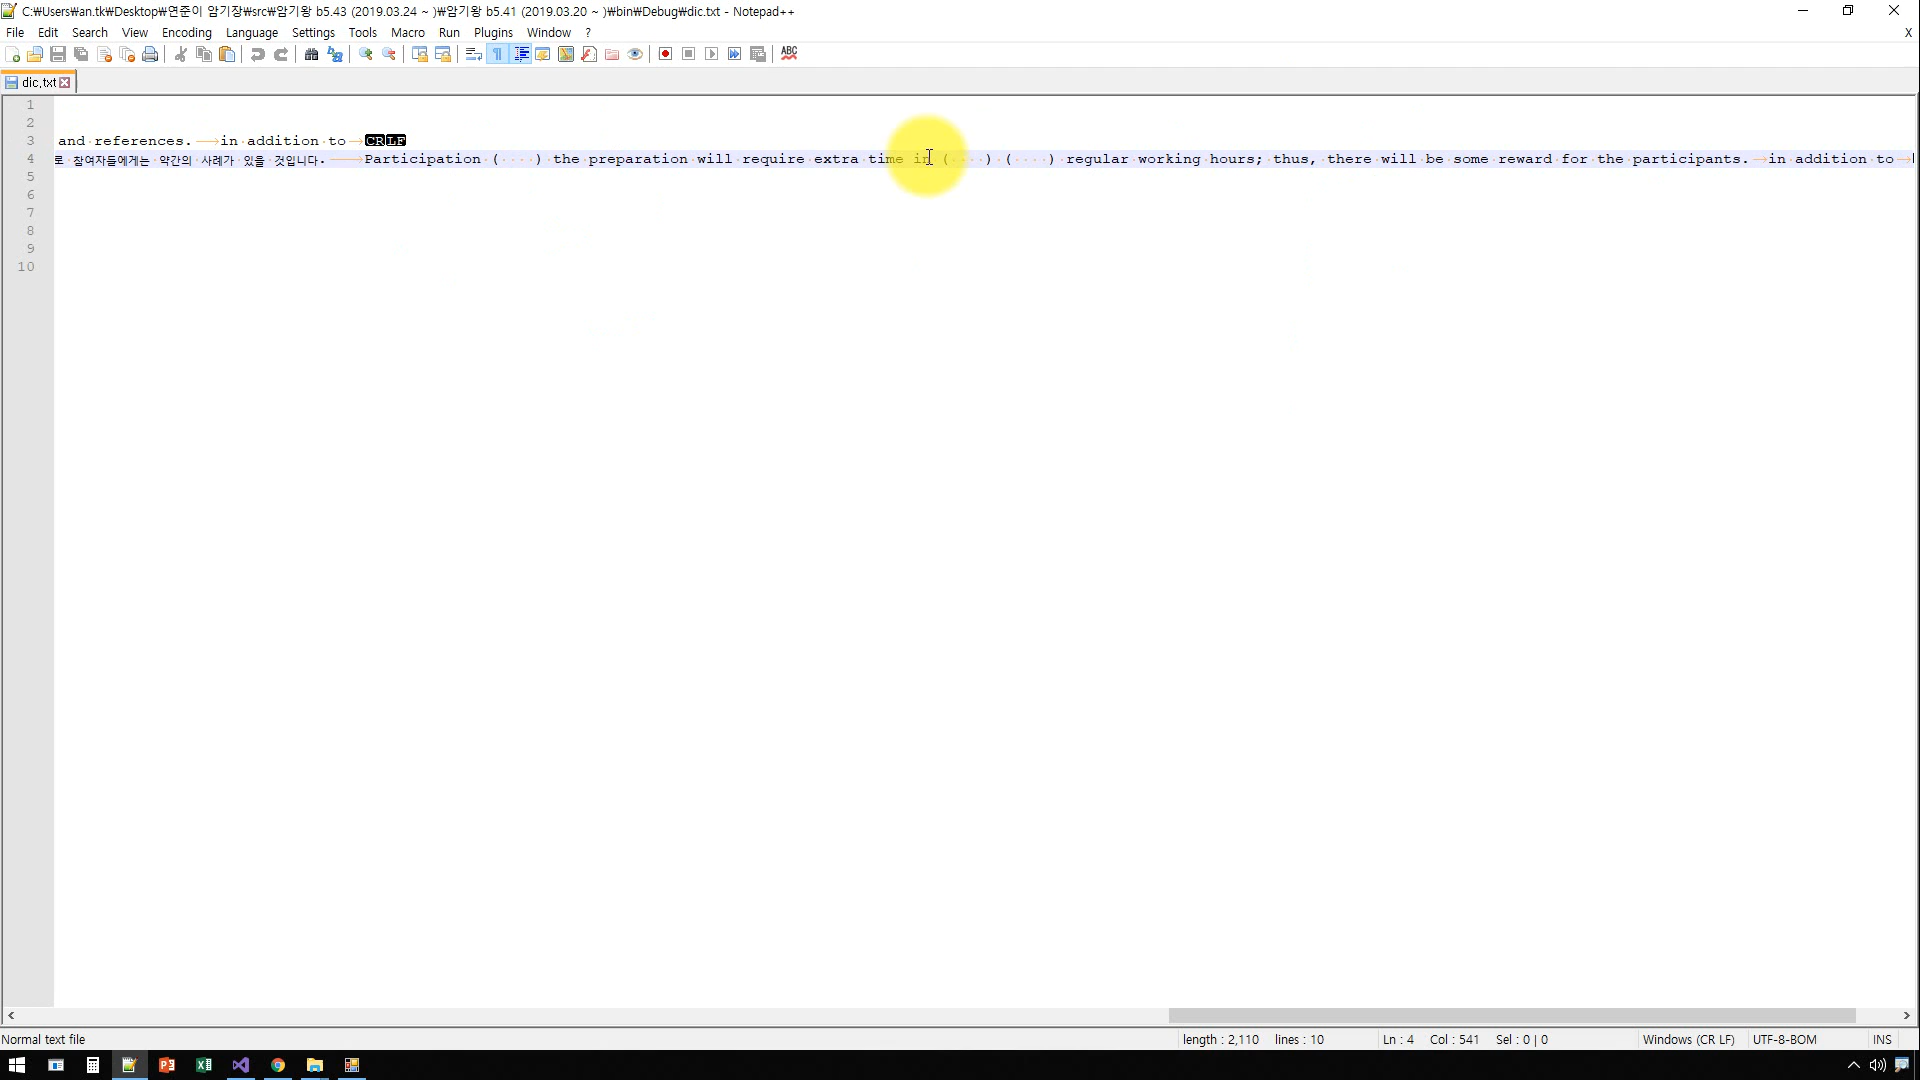 C:₩Users₩an.tk₩Desktop₩연준이 암기장₩src₩암기왕 b5.43 (2019.03.24 ~ )₩암기왕 b5.41 (2019.03.20 ~ )₩bin₩Debug₩dic.txt - Notepad++
File Edit Search View Encoding Language Settings Tools Macro Run Plugins Window ? X
ABC
dic.txt
1
2
3 and references. in addition to CR LF
4 로 참여자들에게는 약간의 사례가 있을 것입니다. Participation (    ) the preparation will require extra time in (    ) (    ) regular working hours; thus, there will be some reward for the participants. in addition to
5
6
7
8
9
10
Normal text file length : 2,110 lines : 10 Ln : 4 Col : 541 Sel : 0 | 0 Windows (CR LF) UTF-8-BOM INS